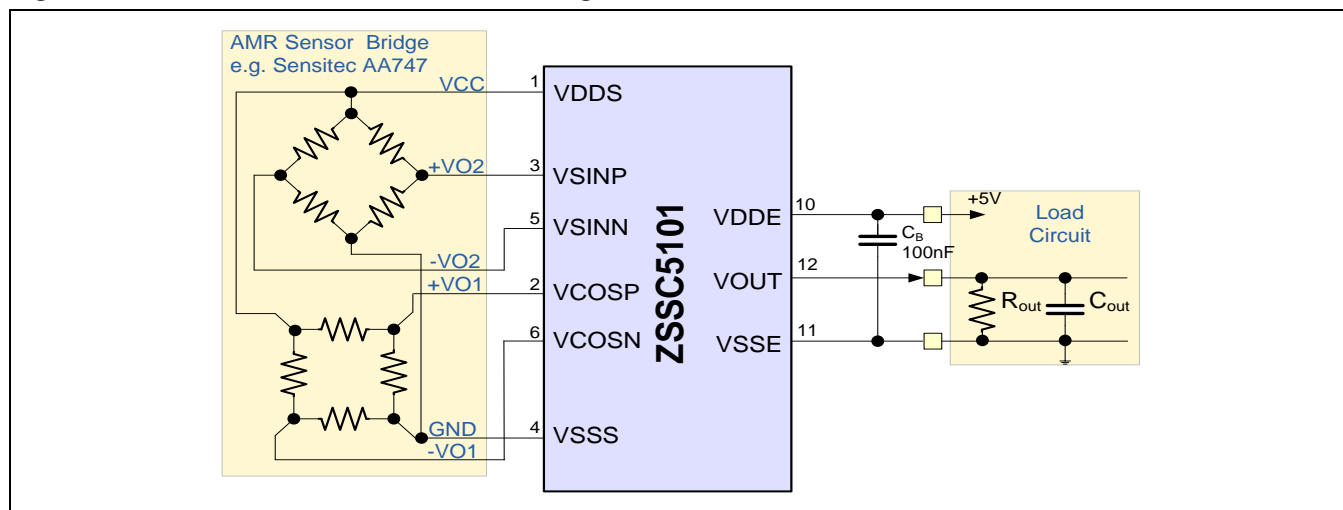 AMR Sensor Bridge
e.g. Sensitec AA747
VCC
1
VDDS
+VO2
3
VSINP
5
VSINN
-VO2
+VO1
2
VCOSP
6
VCOSN
GND
4
VSSS
-VO1
ZSSC5101
VDDE
10
VOUT
12
VSSE
11
CB
100nF
+5V
Load
Circuit
Rout
Cout